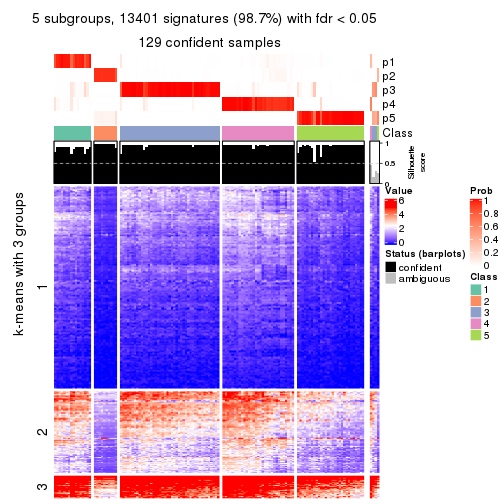 5 subgroups, 13401 signatures (98.7%) with fdr < 0.05
129 confident samples
p1
p2
p3
p4
p5
Class
1
0.5
0
Silhouette
score
k-means with 3 groups
1
2
3
Value
6
4
2
0
Status (barplots)
confident
ambiguous
Prob
1
0.8
0.6
0.4
0.2
0
Class
1
2
3
4
5